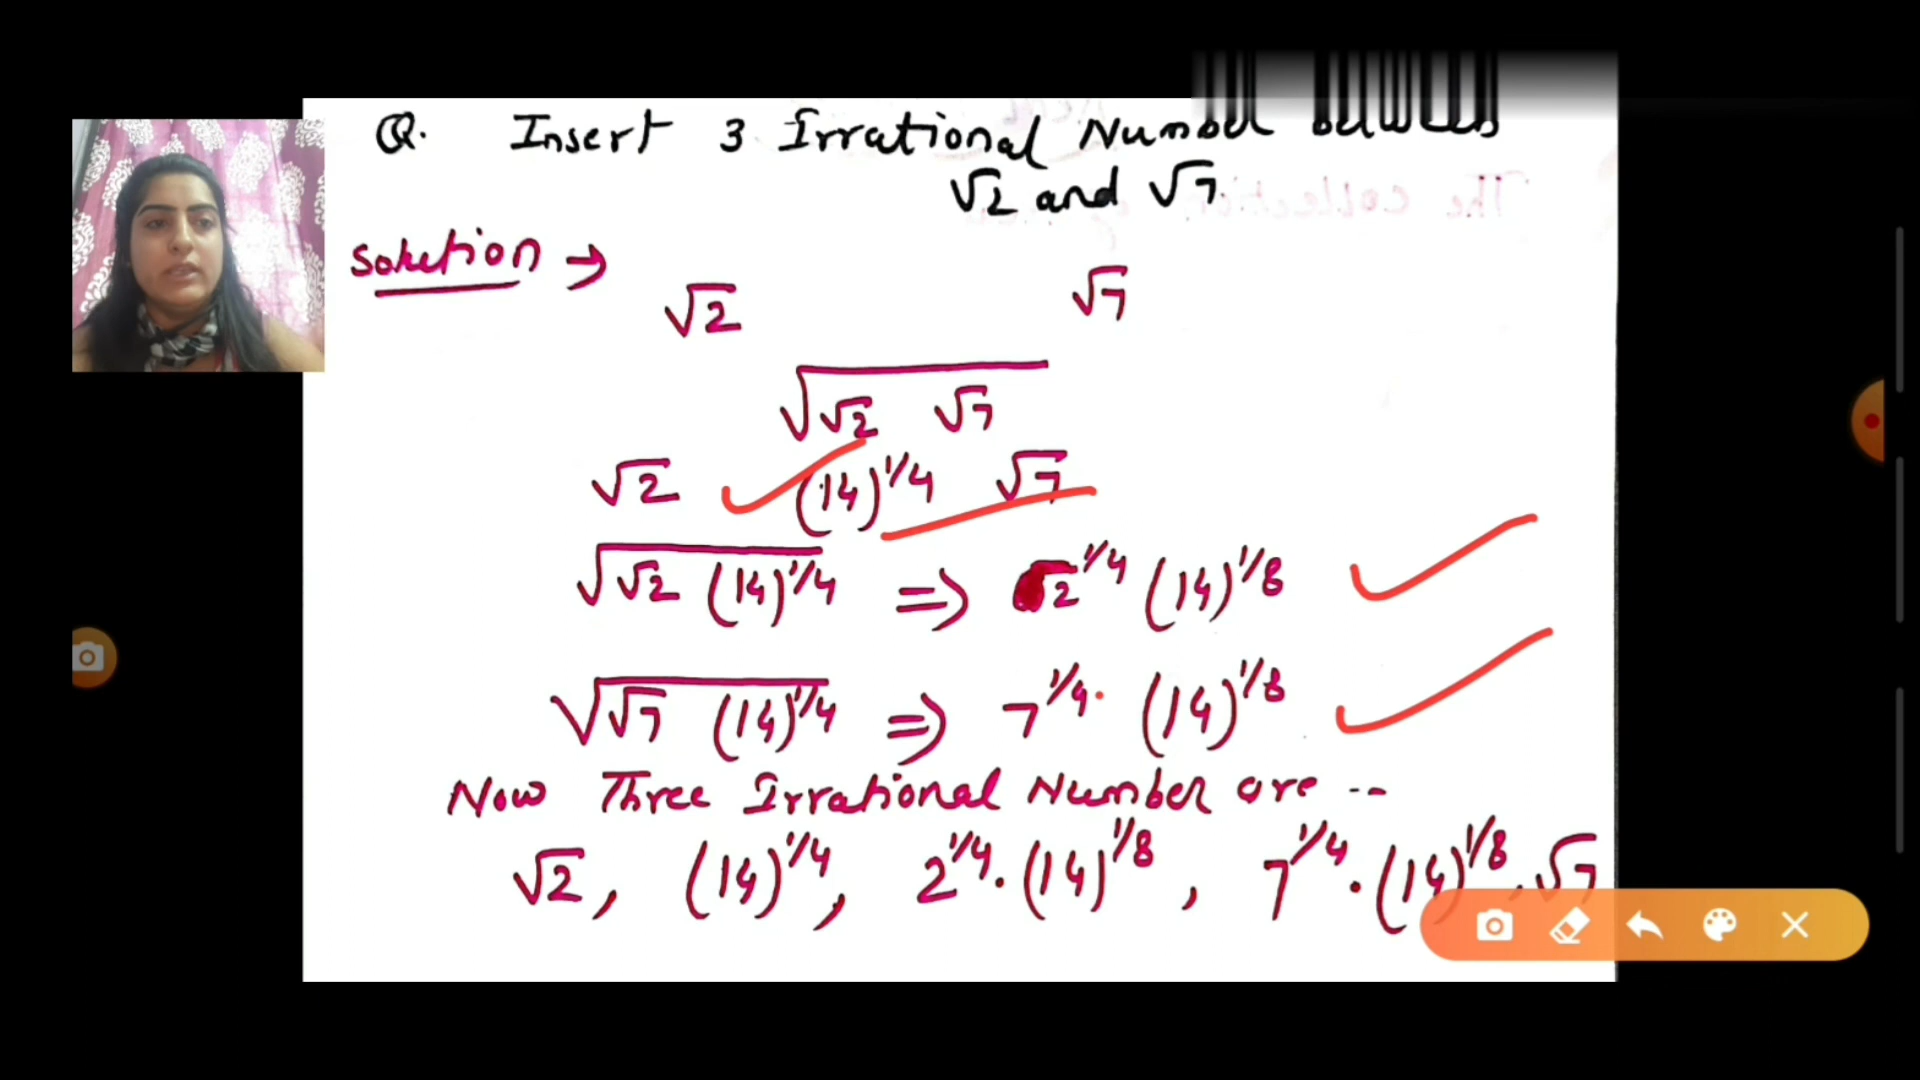 Q. Insert 3 Irrational Number between
√2 and √7.
Solution →
√2 √7
√(√2 √7)
√2 (14)^1/4 √7
√(√2 (14)^1/4) => 2^1/4 (14)^1/8
√(√7 (14)^1/4) => 7^1/4 . (14)^1/8
Now Three Irrational Number are --
√2, (14)^1/4, 2^1/4 . (14)^1/8, 7^1/4 . (14)^1/8, √7
The collection